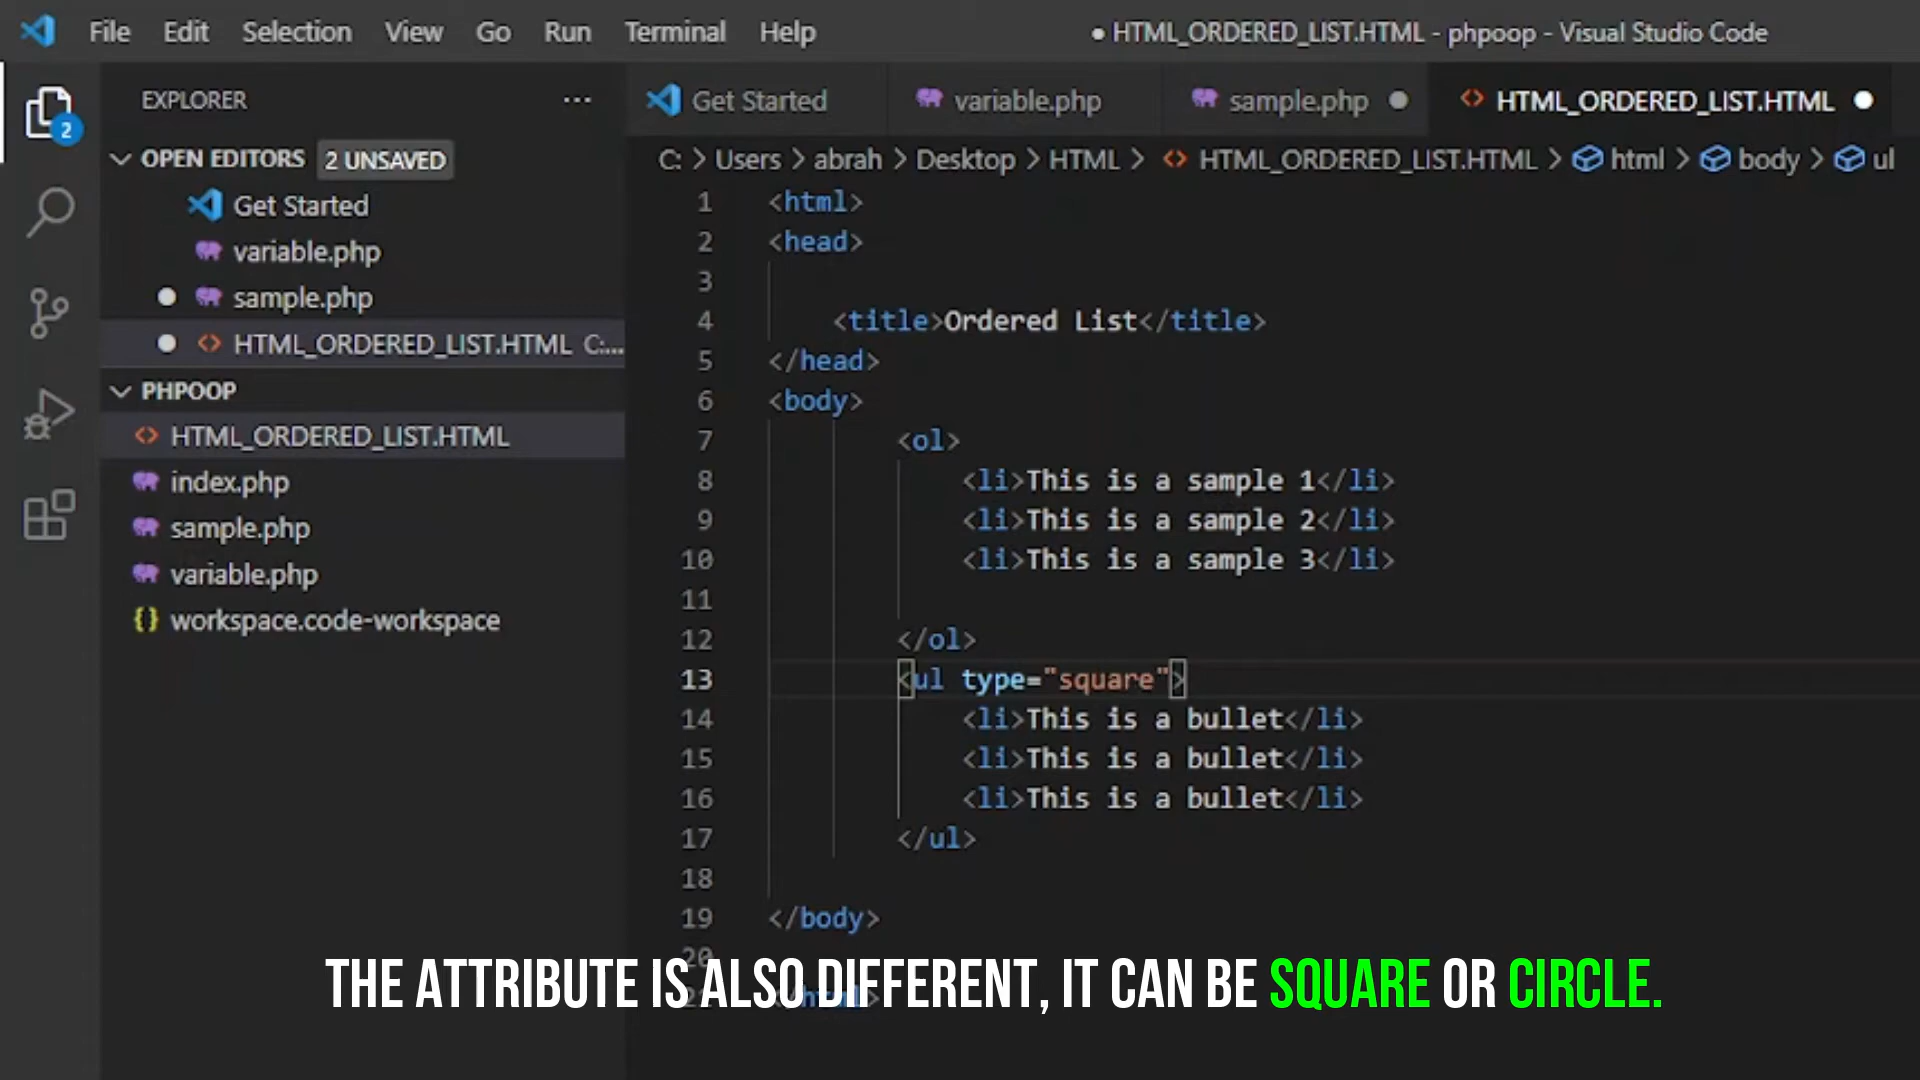 File Edit Selection View Go Run Terminal Help
● HTML_ORDERED_LIST.HTML - phpoop - Visual Studio Code
EXPLORER ...
2
OPEN EDITORS 2 UNSAVED
Get Started
variable.php
sample.php
HTML_ORDERED_LIST.HTML C:...
PHPOOP
HTML_ORDERED_LIST.HTML
index.php
sample.php
variable.php
{} workspace.code-workspace
Get Started variable.php sample.php ● <> HTML_ORDERED_LIST.HTML ●
C: > Users > abrah > Desktop > HTML > <> HTML_ORDERED_LIST.HTML > html > body > ul
1 <html>
2 <head>
3
4 <title>Ordered List</title>
5 </head>
6 <body>
7 <ol>
8 <li>This is a sample 1</li>
9 <li>This is a sample 2</li>
10 <li>This is a sample 3</li>
11
12 </ol>
13 <ul type="square">
14 <li>This is a bullet</li>
15 <li>This is a bullet</li>
16 <li>This is a bullet</li>
17 </ul>
18
19 </body>
20
</html>
THE ATTRIBUTE IS ALSO DIFFERENT, IT CAN BE SQUARE OR CIRCLE.